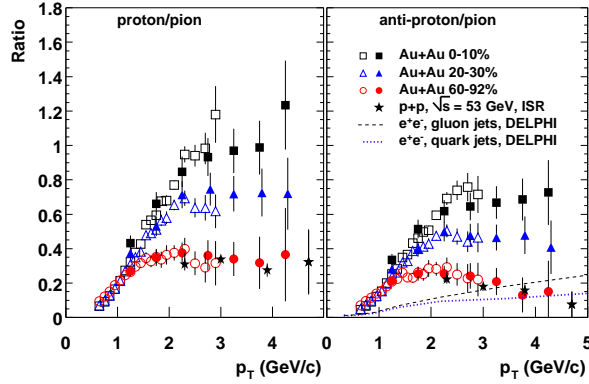 proton/pion
anti-proton/pion
Ratio
1.8
1.6
1.4
1.2
1
0.8
0.6
0.4
0.2
0
Au+Au 0-10%
Au+Au 20-30%
Au+Au 60-92%
p+p, √s = 53 GeV, ISR
e⁺e⁻, gluon jets, DELPHI
e⁺e⁻, quark jets, DELPHI
0 1 2 3 4 0 1 2 3 4 5
p_T (GeV/c) p_T (GeV/c)